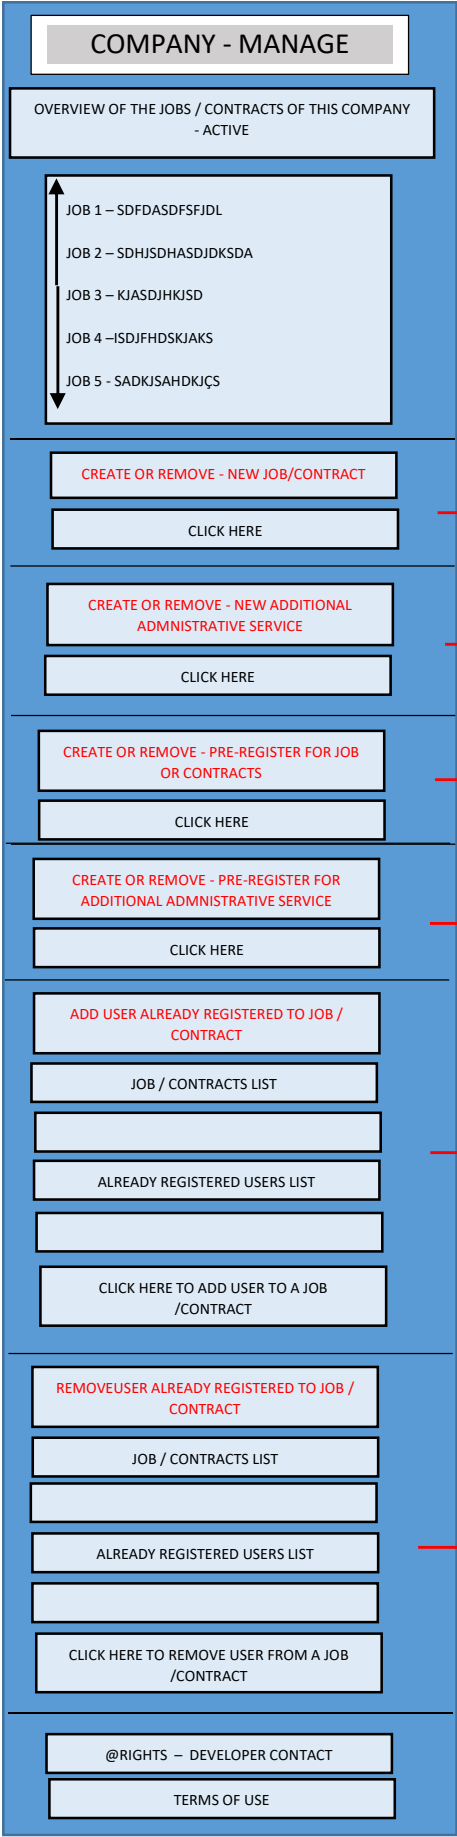 COMPANY - MANAGE
OVERVIEW OF THE JOBS / CONTRACTS OF THIS COMPANY
- ACTIVE
JOB 1 – SDFDASDFSFJDL
JOB 2 – SDHJSDHASDJDKSDA
JOB 3 – KJASDJHKJSD
JOB 4 –ISDJFHDSKJAKS
JOB 5 - SADKJSAHDKJÇS
CREATE OR REMOVE - NEW JOB/CONTRACT
CLICK HERE
CREATE OR REMOVE - NEW ADDITIONAL
ADMNISTRATIVE SERVICE
CLICK HERE
CREATE OR REMOVE - PRE-REGISTER FOR JOB
OR CONTRACTS
CLICK HERE
CREATE OR REMOVE - PRE-REGISTER FOR
ADDITIONAL ADMNISTRATIVE SERVICE
CLICK HERE
ADD USER ALREADY REGISTERED TO JOB /
CONTRACT
JOB / CONTRACTS LIST
ALREADY REGISTERED USERS LIST
CLICK HERE TO ADD USER TO A JOB
/CONTRACT
REMOVEUSER ALREADY REGISTERED TO JOB /
CONTRACT
JOB / CONTRACTS LIST
ALREADY REGISTERED USERS LIST
CLICK HERE TO REMOVE USER FROM A JOB
/CONTRACT
@RIGHTS – DEVELOPER CONTACT
TERMS OF USE